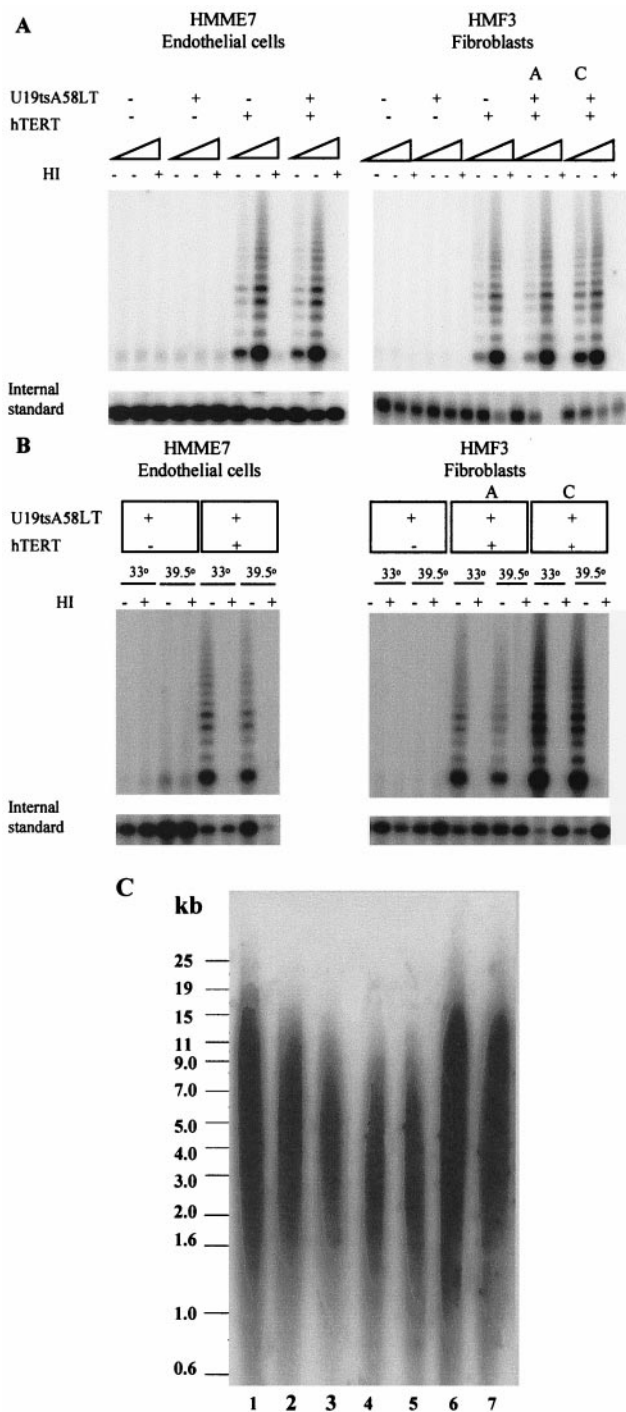 A
HMME7 HMF3
Endothelial cells Fibroblasts
A C
U19tsA58LT - + - + - + - + +
hTERT - - + + - - + + +
HI - - + - - + - - + - - + - - + - - + - - + - - + - - +
Internal
standard
B
HMME7 HMF3
Endothelial cells Fibroblasts
A C
U19tsA58LT + + + + +
hTERT - + - + +
33° 39.5° 33° 39.5° 33° 39.5° 33° 39.5° 33° 39.5°
HI - + - + - + - + - + - + - + - + - + - +
Internal
standard
C
kb
25
19
15
11
9.0
7.0
5.0
4.0
3.0
2.0
1.6
1.0
0.6
1 2 3 4 5 6 7